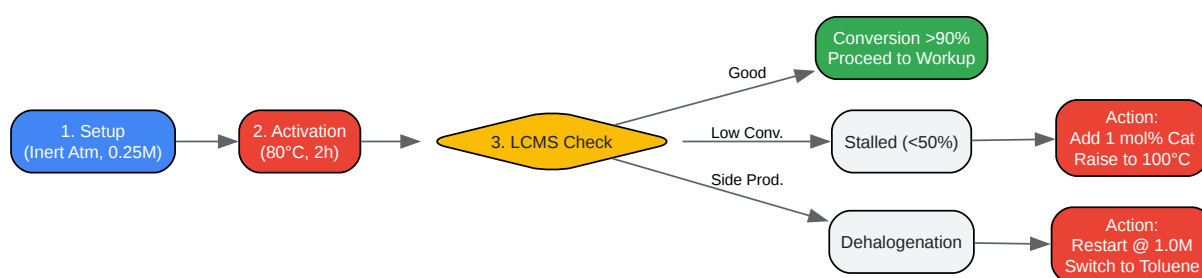 1. Setup
(Inert Atm, 0.25M)
2. Activation
(80°C, 2h)
3. LCMS Check
Good
Conversion >90%
Proceed to Workup
Low Conv.
Stalled (<50%)
Action:
Add 1 mol% Cat
Raise to 100°C
Side Prod.
Dehalogenation
Action:
Restart @ 1.0M
Switch to Toluene